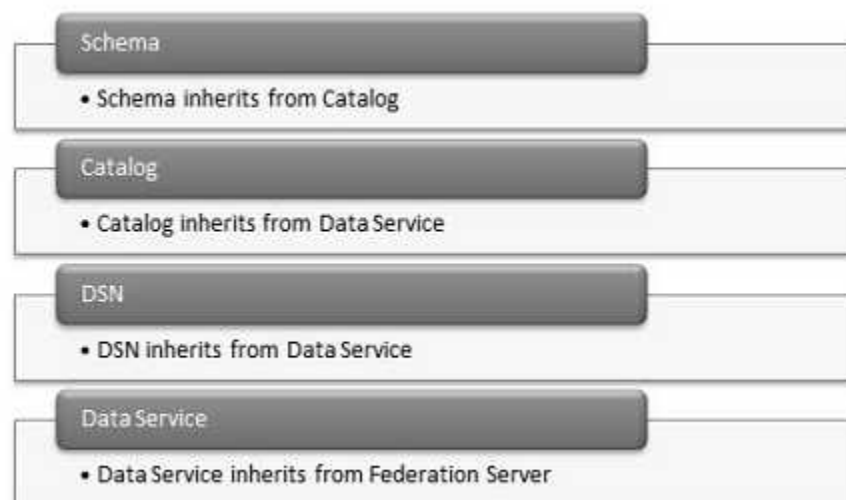 Schema
• Schema inherits from Catalog
Catalog
• Catalog inherits from Data Service
DSN
• DSN inherits from Data Service
Data Service
• Data Service inherits from Federation Server